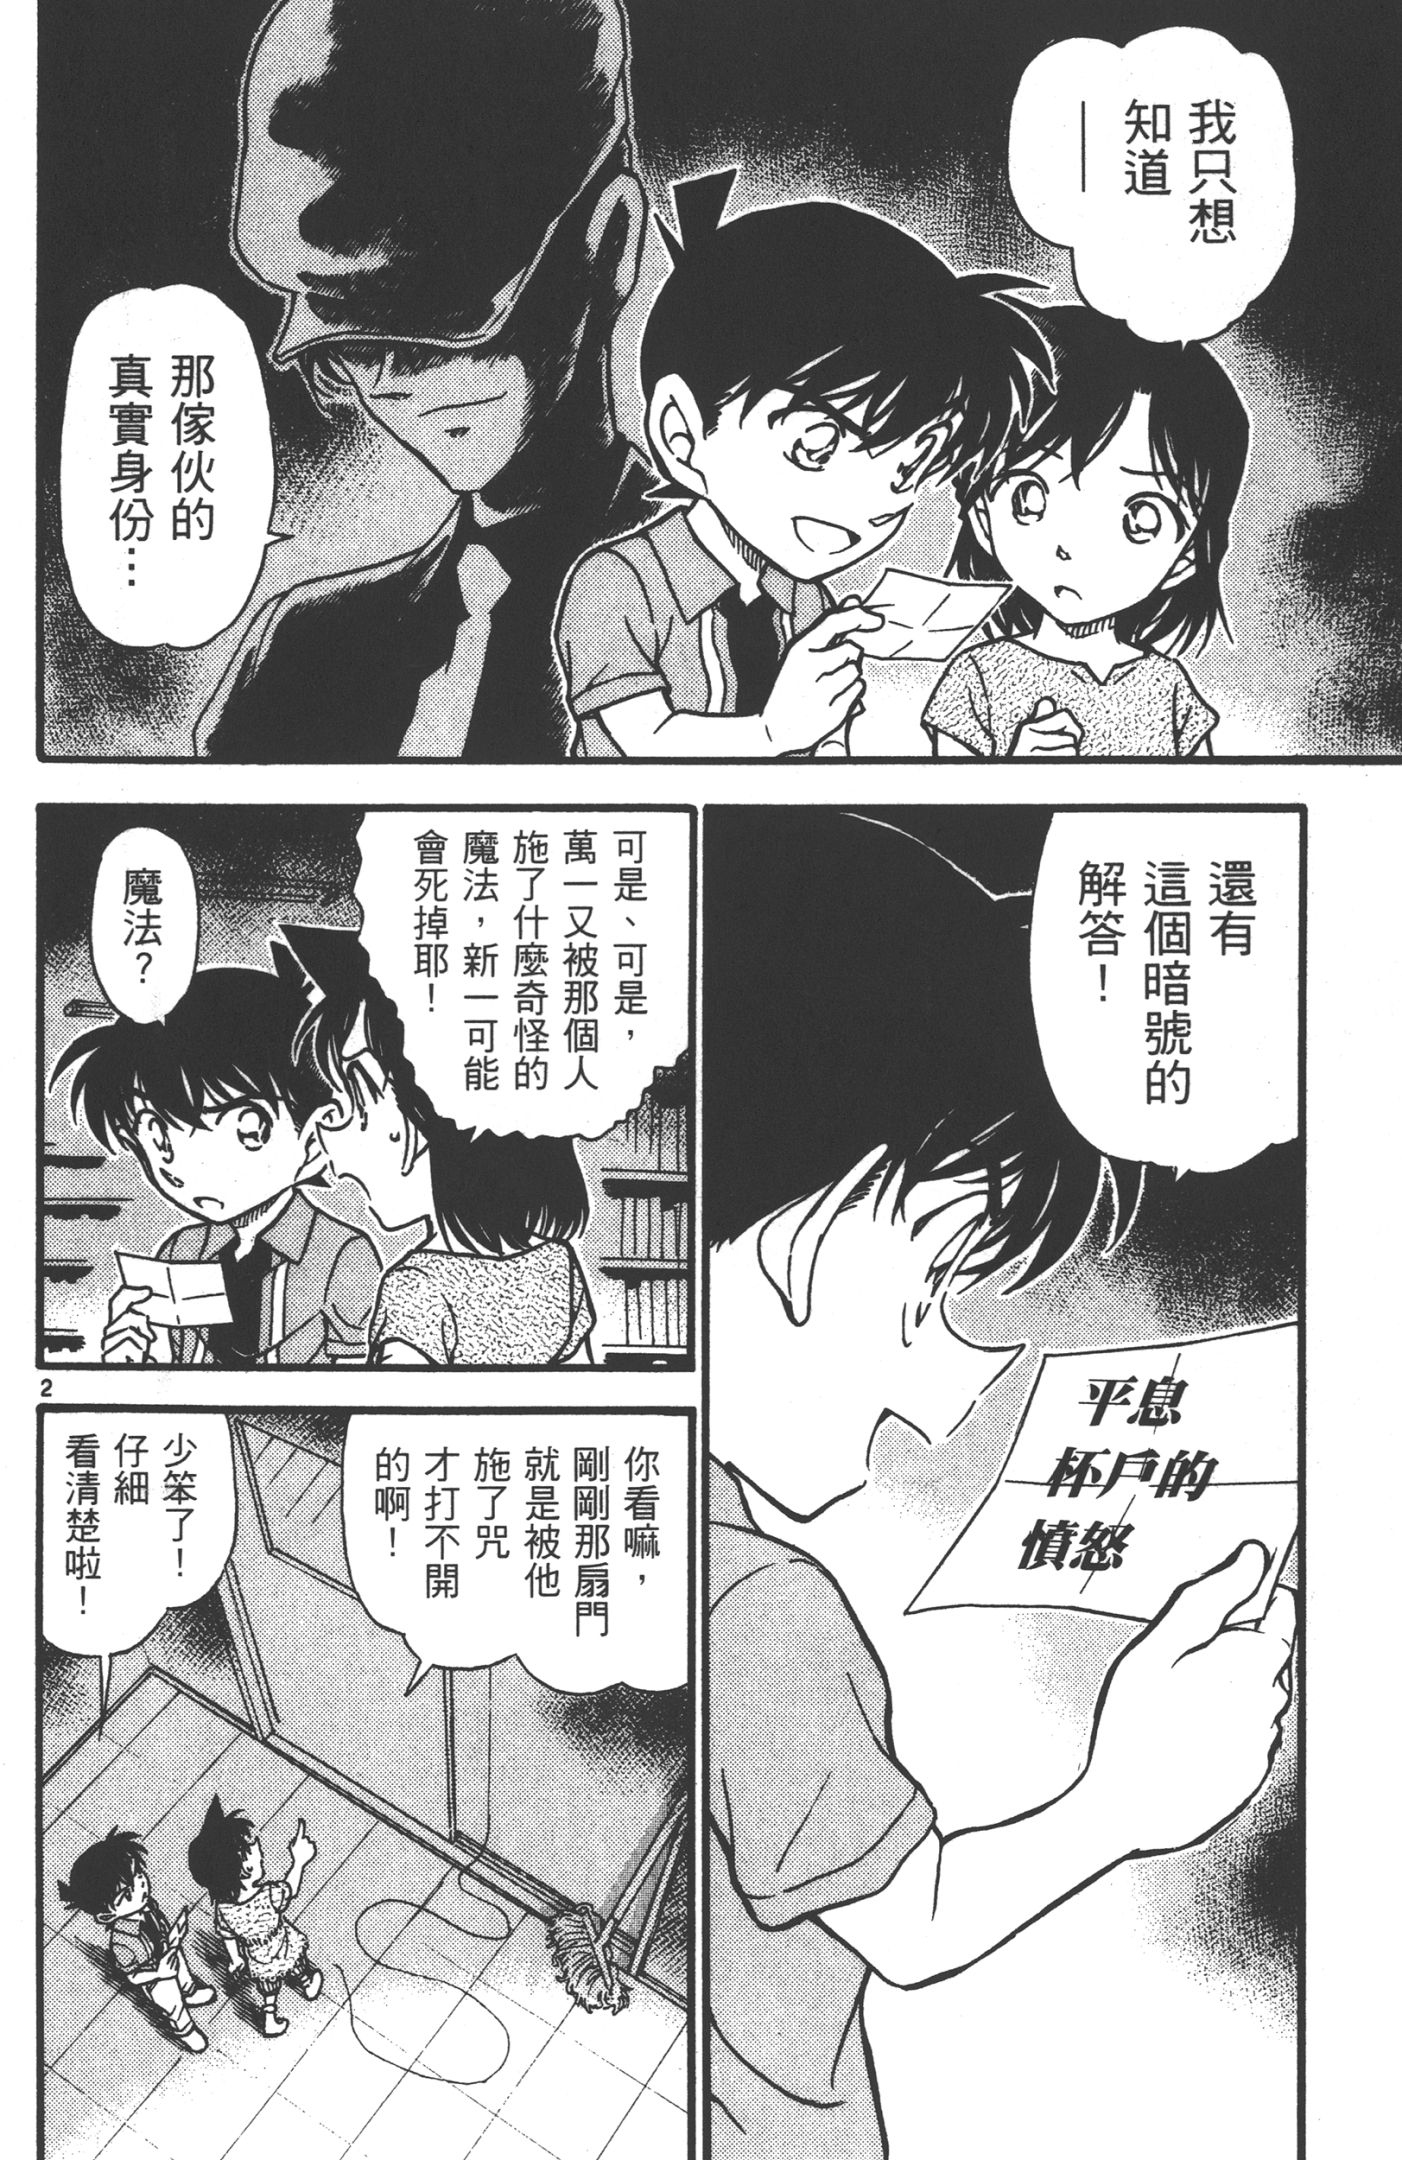 我只想
知道
——
那傢伙的
真實身份…
還有
這個暗號的
解答！
平息
杯戶的
憤怒
可是、可是，
萬一又被那個人
施了什麼奇怪的
魔法，新一可能
會死掉耶！
魔法？
2
你看嘛，
剛剛那扇門
就是被他
施了咒
才打不開
的啊！
少笨了！
仔細
看清楚啦！